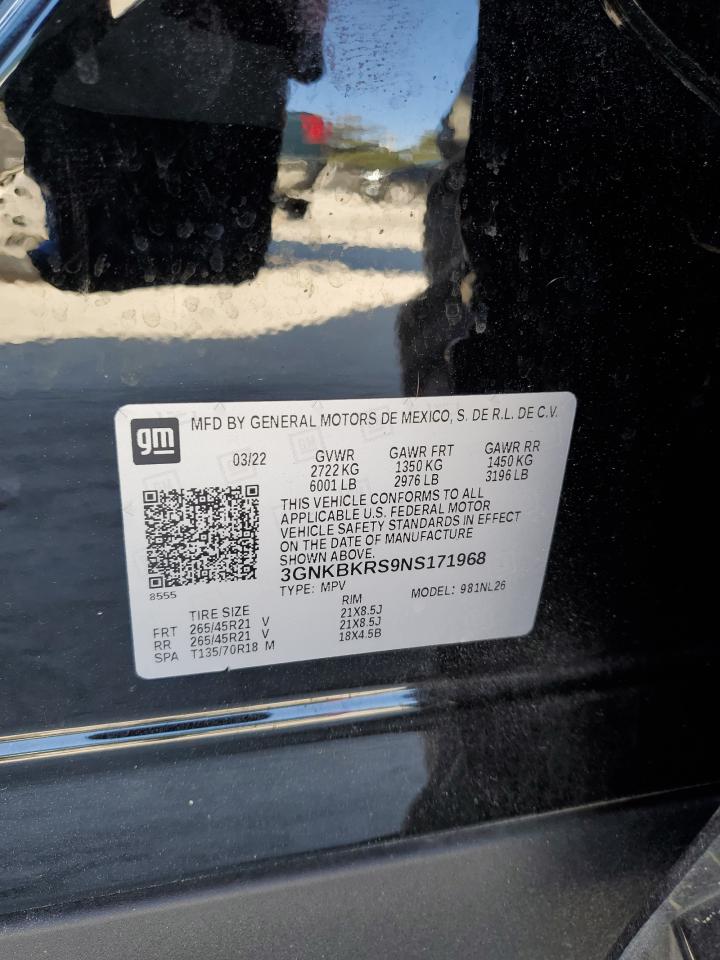 gm
MFD BY GENERAL MOTORS DE MEXICO, S. DE R.L. DE C.V.
03/22 GVWR GAWR FRT GAWR RR
2722 KG 1350 KG 1450 KG
6001 LB 2976 LB 3196 LB
THIS VEHICLE CONFORMS TO ALL
APPLICABLE U.S. FEDERAL MOTOR
VEHICLE SAFETY STANDARDS IN EFFECT
ON THE DATE OF MANUFACTURE
SHOWN ABOVE.
3GNKBKRS9NS171968
8555 TYPE: MPV MODEL: 981NL26
TIRE SIZE RIM
FRT 265/45R21 V 21X8.5J
RR 265/45R21 V 21X8.5J
SPA T135/70R18 M 18X4.5B